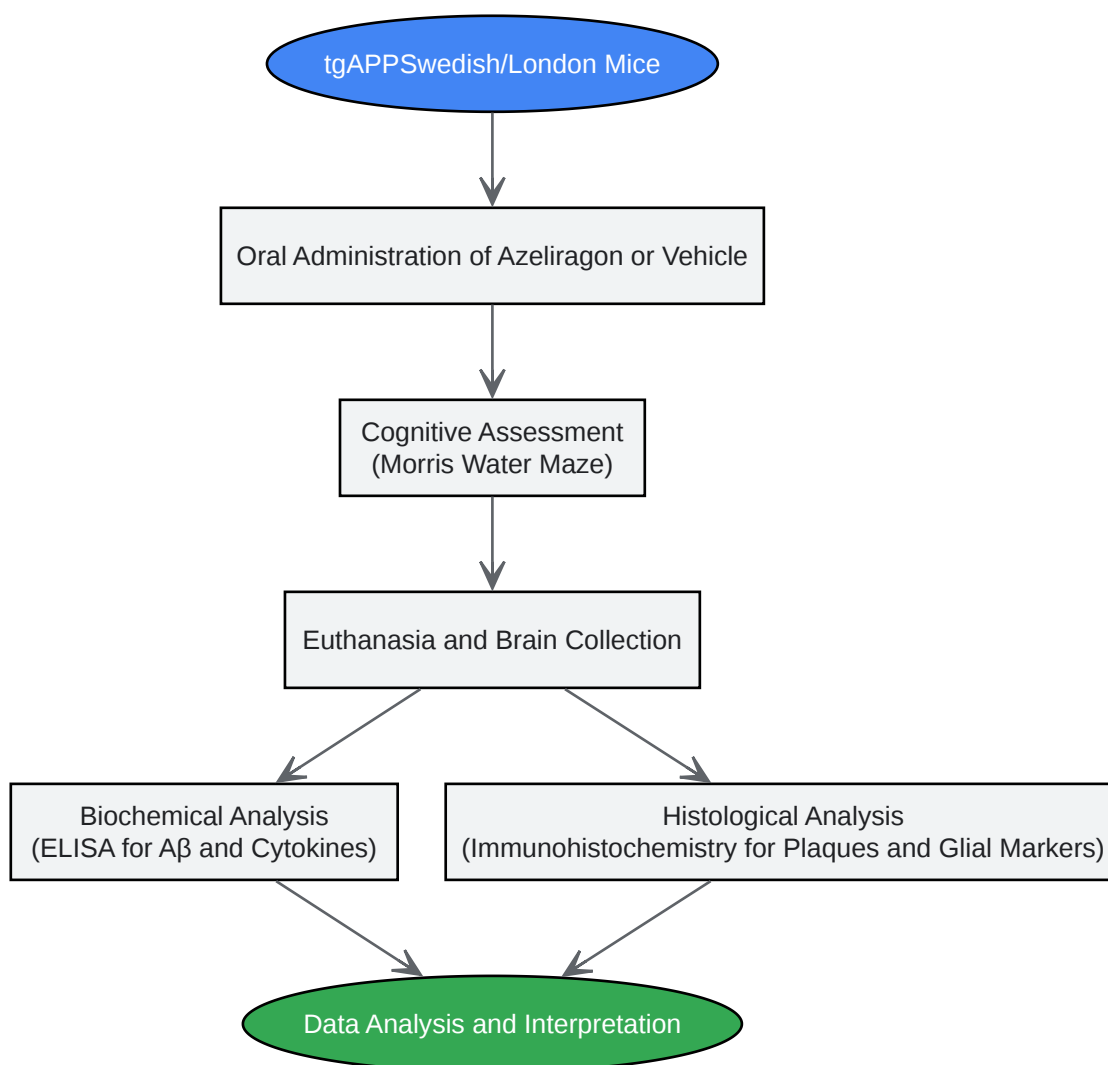 tgAPPSwedish/London Mice
Oral Administration of Azeliragon or Vehicle
Cognitive Assessment
(Morris Water Maze)
Euthanasia and Brain Collection
Biochemical Analysis
(ELISA for Aβ and Cytokines)
Histological Analysis
(Immunohistochemistry for Plaques and Glial Markers)
Data Analysis and Interpretation